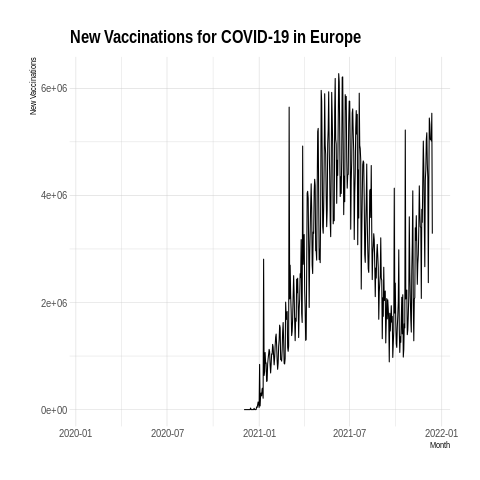 New Vaccinations for COVID-19 in Europe
New Vaccinations
6e+06
4e+06
2e+06
0e+00
2020-01 2020-07 2021-01 2021-07 2022-01
Month